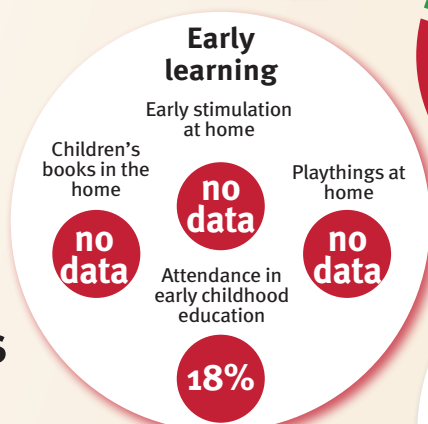 Early
learning
Early stimulation
at home
Children's
books in the
home
Playthings at
home
no
data
no
data
no
data
Attendance in
early childhood
education
18%
s